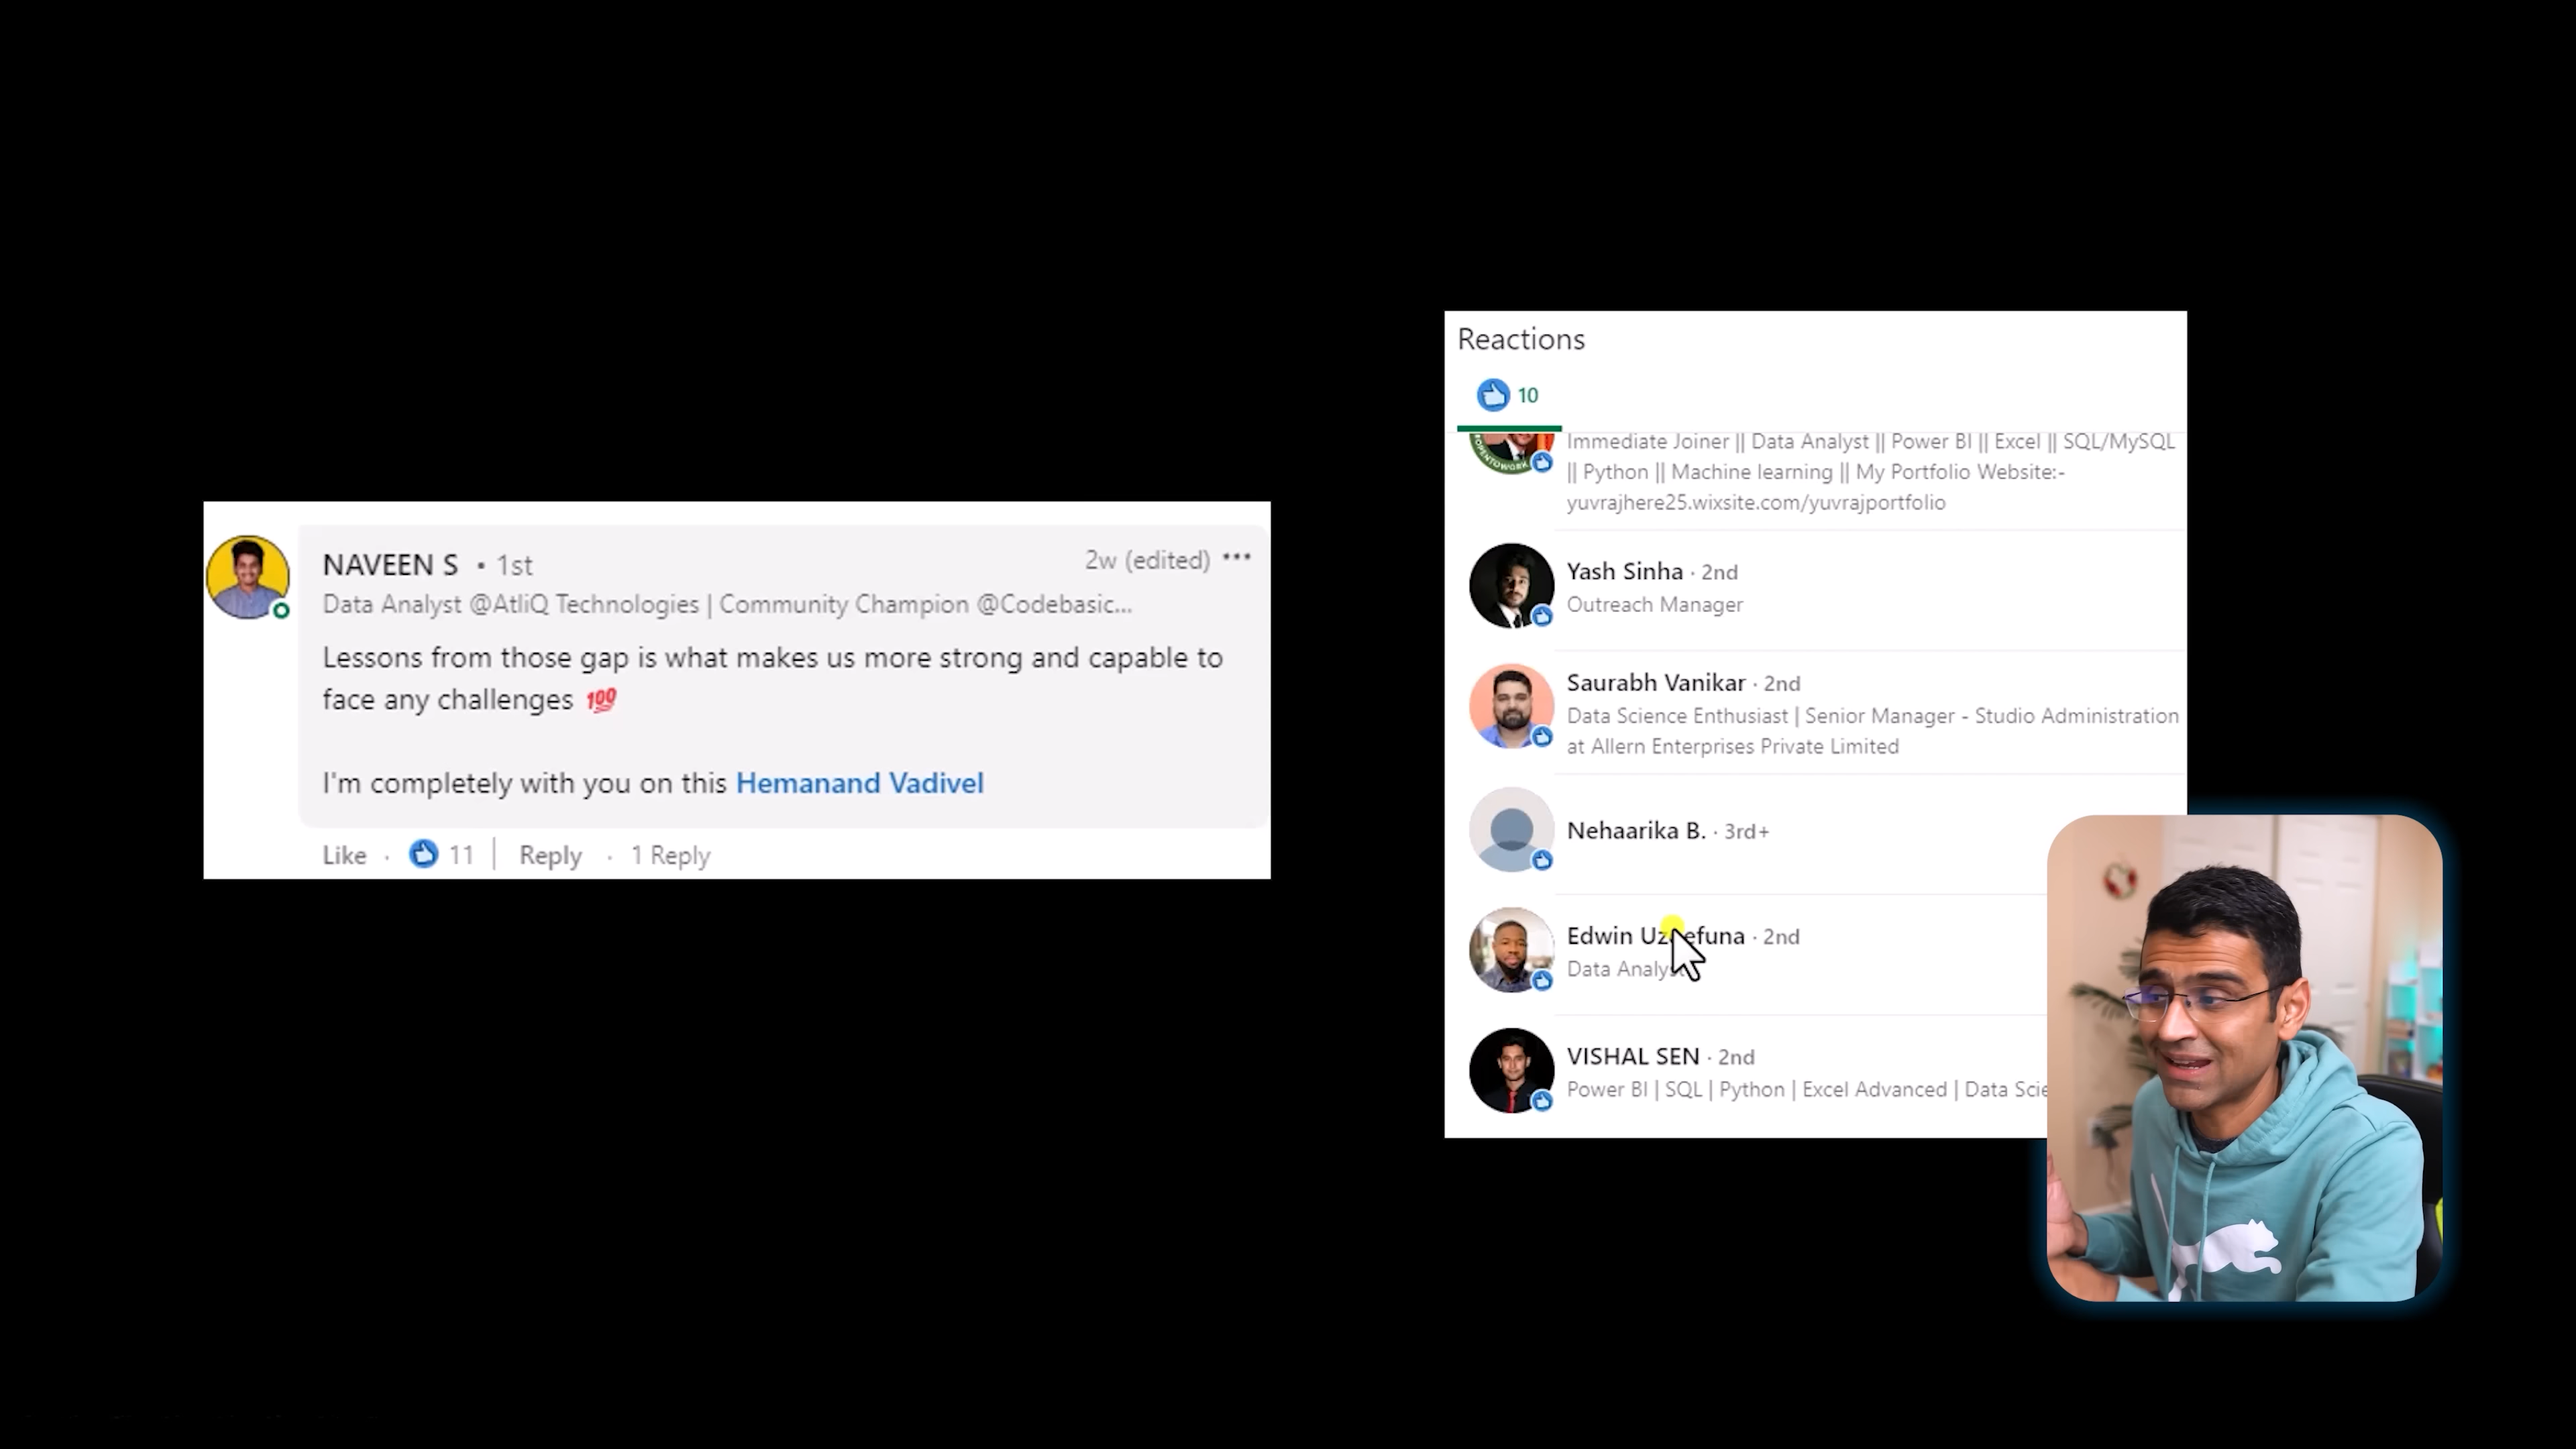 NAVEEN S • 1st
2w (edited) •••
Data Analyst @AtliQ Technologies | Community Champion @Codebasic...
Lessons from those gap is what makes us more strong and capable to
face any challenges 💯
I'm completely with you on this Hemanand Vadivel
Like · 11 | Reply · 1 Reply
Reactions
10
OPENTOWORK
Immediate Joiner || Data Analyst || Power BI || Excel || SQL/MySQL
|| Python || Machine learning || My Portfolio Website:-
yuvrajhere25.wixsite.com/yuvrajportfolio
Yash Sinha · 2nd
Outreach Manager
Saurabh Vanikar · 2nd
Data Science Enthusiast | Senior Manager - Studio Administration
at Allern Enterprises Private Limited
Nehaarika B. · 3rd+
Edwin · 2nd
Data Analyst
VISHAL SEN · 2nd
Power BI | SQL | Python | Excel Advanced | Data